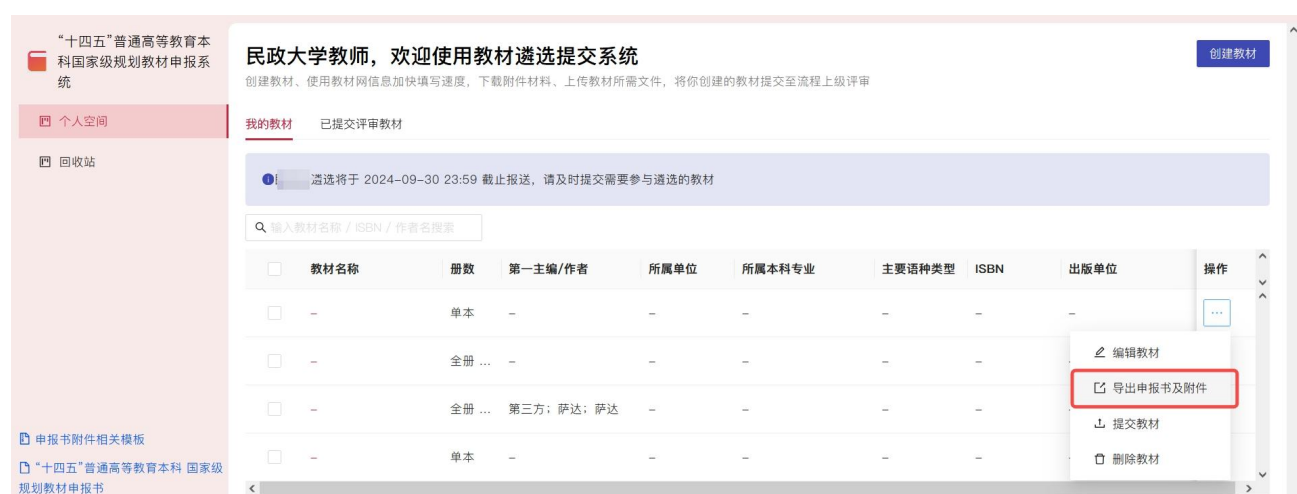 “十四五”普通高等教育本
科国家级规划教材申报系
统
个人空间
回收站
申报书附件相关模板
“十四五”普通高等教育本科 国家级
规划教材申报书
民政大学教师，欢迎使用教材遴选提交系统
创建教材
创建教材、使用教材网信息加快填写速度，下载附件材料、上传教材所需文件，将你创建的教材提交至流程上级评审
我的教材 已提交评审教材
遴选将于 2024-09-30 23:59 截止报送，请及时提交需要参与遴选的教材
输入教材名称 / ISBN / 作者名搜索
教材名称 册数 第一主编/作者 所属单位 所属本科专业 主要语种类型 ISBN 出版单位 操作
- 单本 - - - - - - ...
- 全册 ... - - - - -
- 全册 ... 第三方; 萨达; 萨达 - - - -
- 单本 - - - - -
编辑教材
导出申报书及附件
提交教材
删除教材